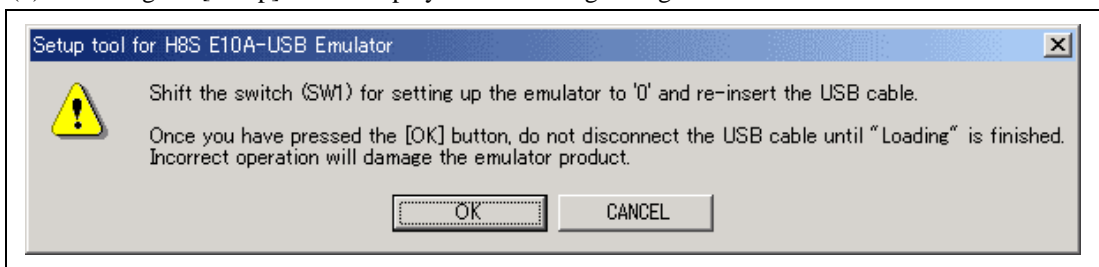 Setup tool for H8S E10A-USB Emulator
Shift the switch (SW1) for setting up the emulator to '0' and re-insert the USB cable.
Once you have pressed the [OK] button, do not disconnect the USB cable until "Loading" is finished.
Incorrect operation will damage the emulator product.
OK CANCEL